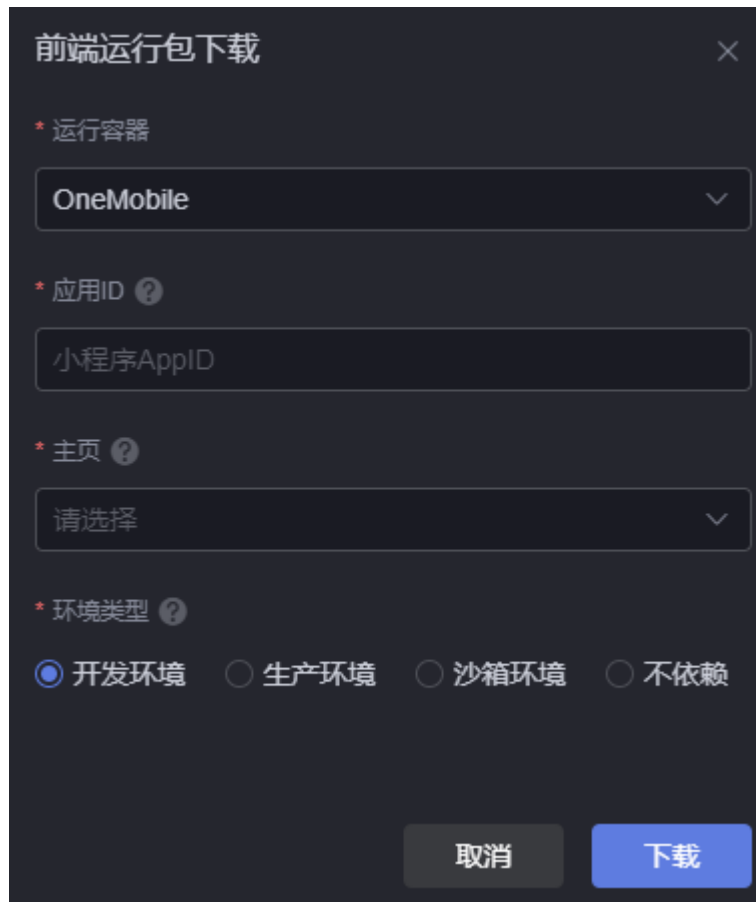 前端运行包下载
* 运行容器
OneMobile
* 应用ID ?
小程序AppID
* 主页 ?
请选择
* 环境类型 ?
开发环境 生产环境 沙箱环境 不依赖
取消 下载